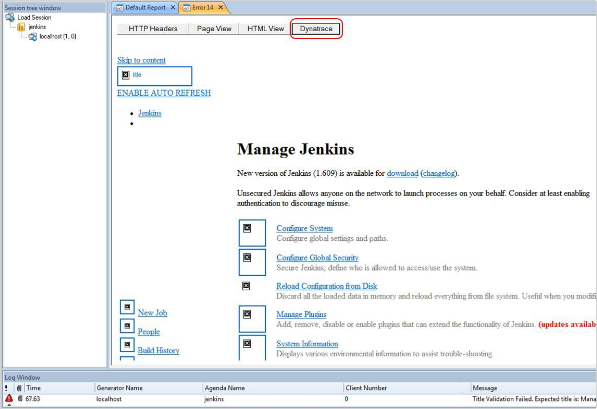 Session tree window
Load Session
jenkins
localhost (1, 0)
Default Report X Error14 X
HTTP Headers Page View HTML View Dynatrace
Skip to content
title
ENABLE AUTO REFRESH
Jenkins
Manage Jenkins
New version of Jenkins (1.609) is available for download (changelog).
Unsecured Jenkins allows anyone on the network to launch processes on your behalf. Consider at least enabling
authentication to discourage misuse.
Configure System
Configure global settings and paths.
Configure Global Security
Secure Jenkins; define who is allowed to access/use the system.
Reload Configuration from Disk
Discard all the loaded data in memory and reload everything from file system. Useful when you modifi
Manage Plugins
Add, remove, disable or enable plugins that can extend the functionality of Jenkins. (updates availab
System Information
Displays various environmental information to assist trouble-shooting.
New Job
People
Build History
Log Window
! Time Generator Name Agenda Name Client Number Message
67.63 localhost jenkins 0 Title Validation Failed. Expected title is: Mana